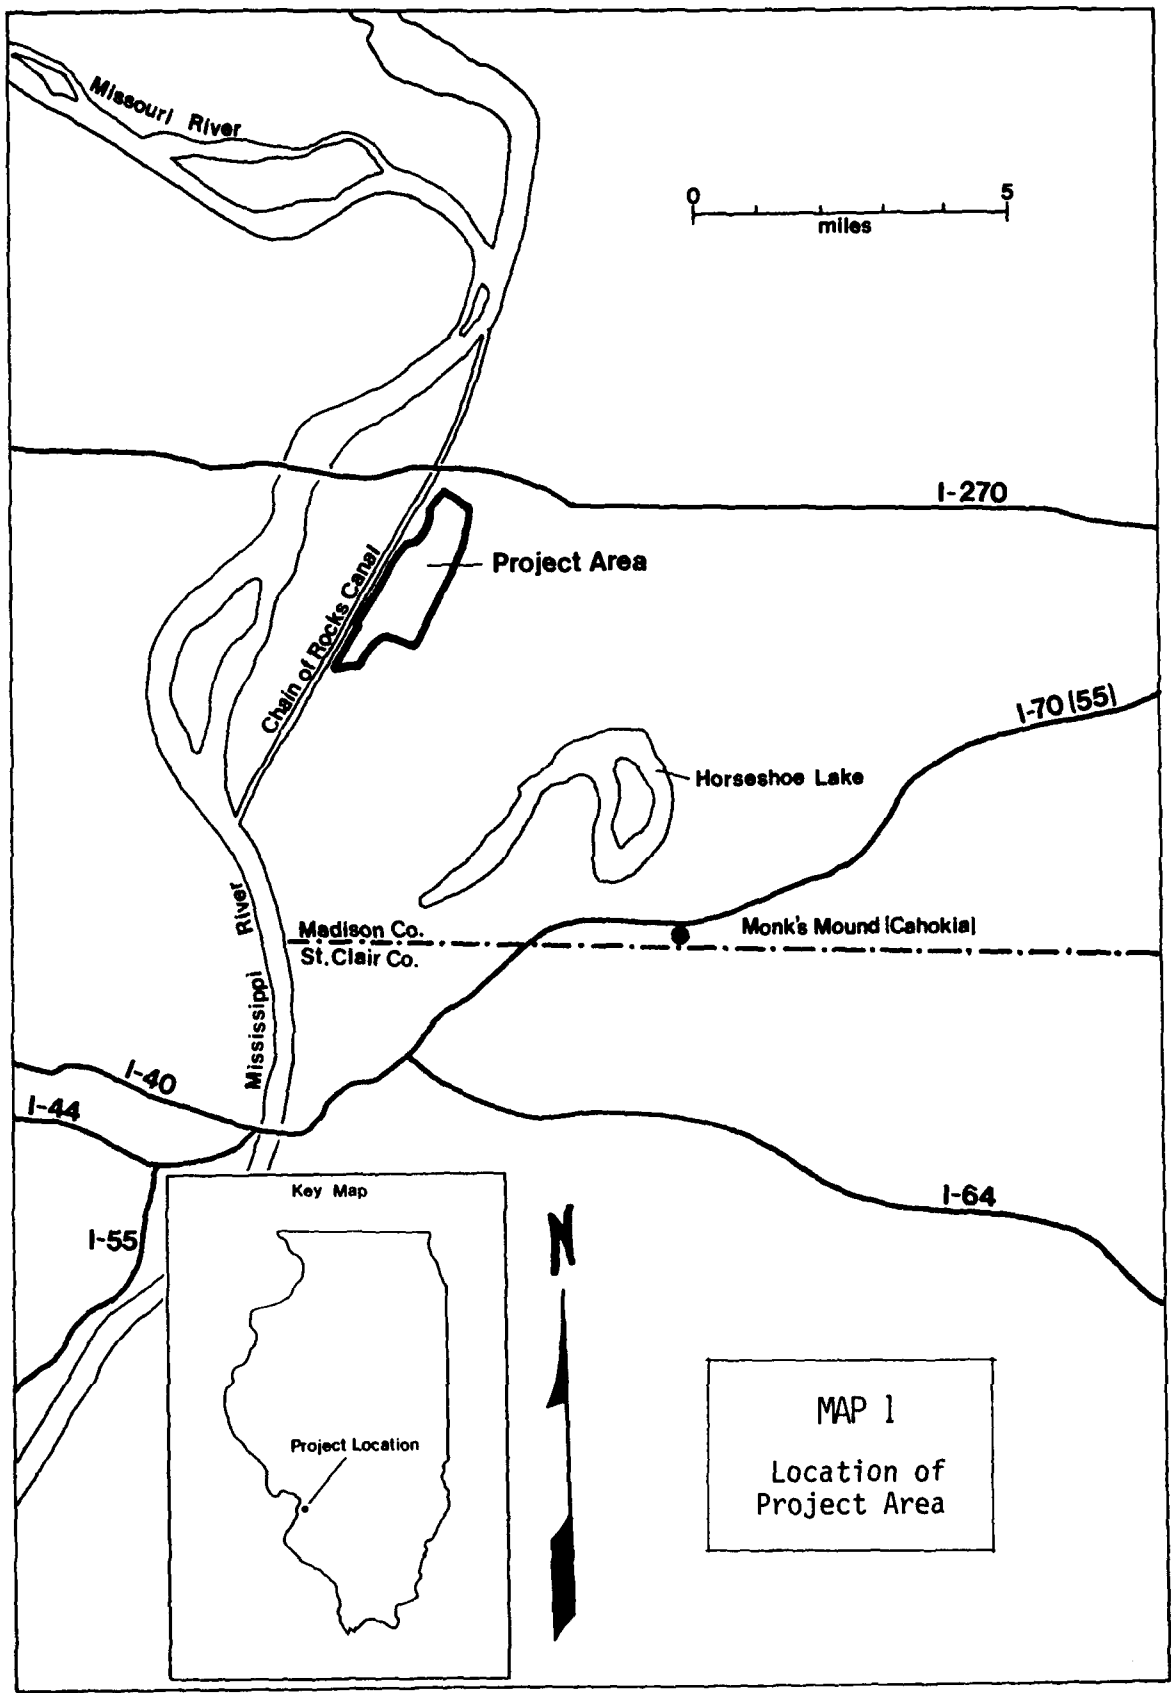 Missouri River
0 5
miles
I-270
Project Area
Chain of Rocks Canal
I-70 (55)
Horseshoe Lake
Mississippi River
Madison Co.
St. Clair Co.
Monk's Mound (Cahokia)
I-40
I-44
I-64
I-55
Key Map
Project Location
N
MAP 1
Location of
Project Area